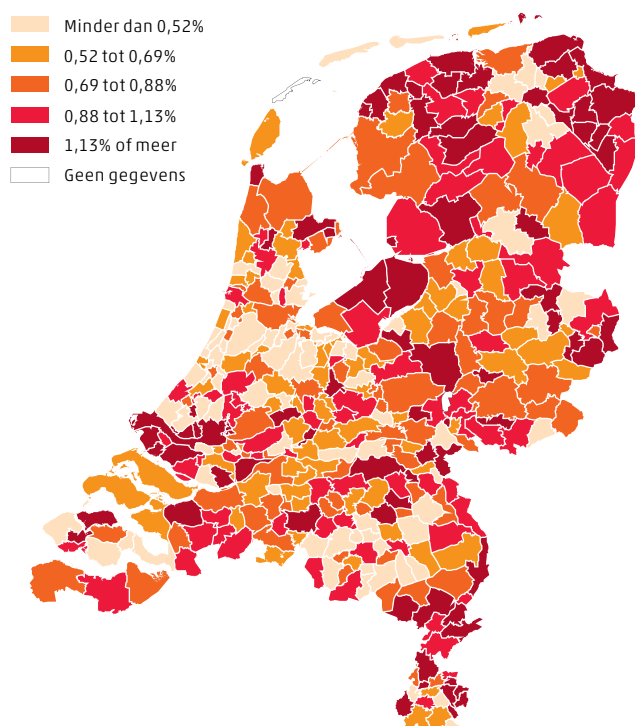 Minder dan 0,52%
0,52 tot 0,69%
0,69 tot 0,88%
0,88 tot 1,13%
1,13% of meer
Geen gegevens